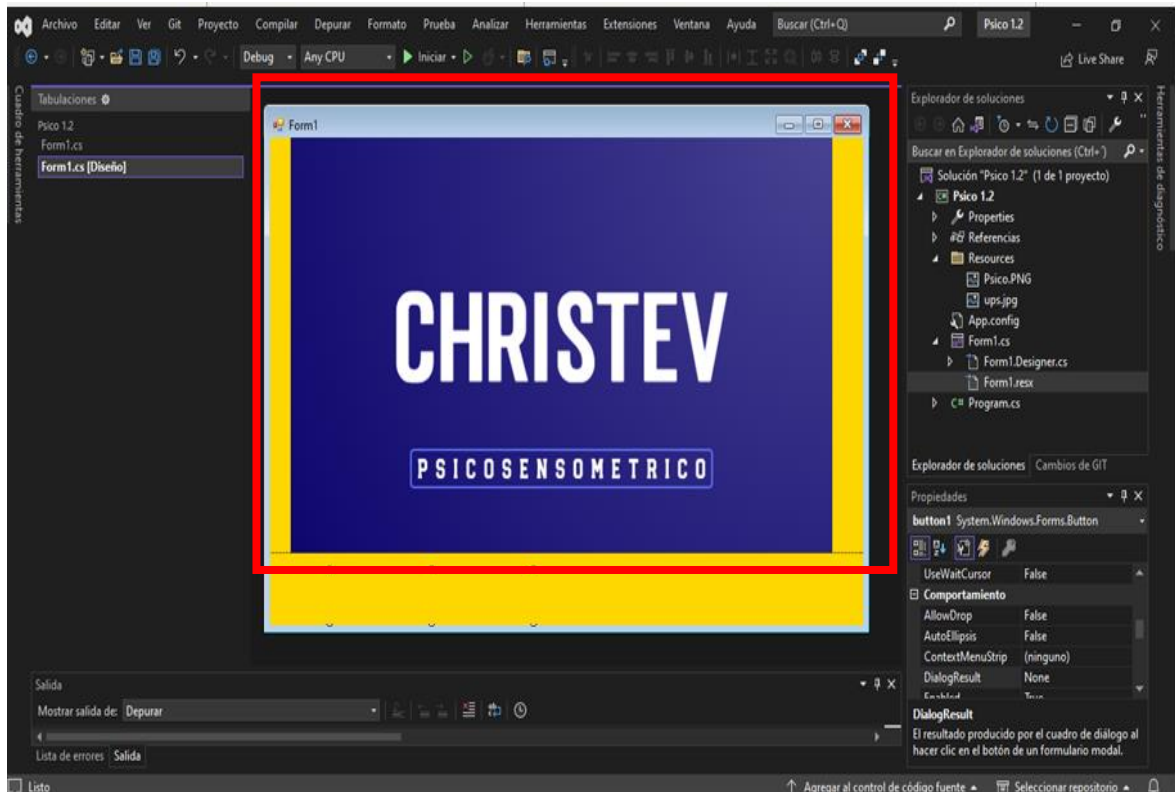 Archivo Editar Ver Git Proyecto Compilar Depurar Formato Prueba Analizar Herramientas Extensiones Ventana Ayuda Buscar (Ctrl+Q) Psico 1.2
Debug Any CPU Iniciar Live Share
Cuadro de herramientas
Tabulaciones
Psico 1.2
Form1.cs
Form1.cs [Diseño]
Form1
CHRISTEV
PSICOSENSOMETRICO
Explorador de soluciones
Buscar en Explorador de soluciones (Ctrl+´)
Solución "Psico 1.2" (1 de 1 proyecto)
Psico 1.2
Properties
Referencias
Resources
Psico.PNG
ups.jpg
App.config
Form1.cs
Form1.Designer.cs
Form1.resx
C# Program.cs
Explorador de soluciones Cambios de GIT
Herramientas de diagnóstico
Propiedades
button1 System.Windows.Forms.Button
UseWaitCursor False
Comportamiento
AllowDrop False
AutoEllipsis False
ContextMenuStrip (ninguno)
DialogResult None
Enabled True
DialogResult
El resultado producido por el cuadro de diálogo al
hacer clic en el botón de un formulario modal.
Salida
Mostrar salida de: Depurar
Lista de errores Salida
Listo
Agregar al control de código fuente Seleccionar repositorio